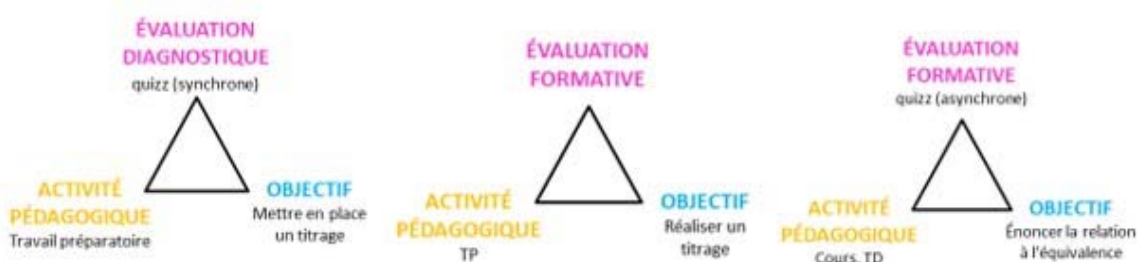 ÉVALUATION
DIAGNOSTIQUE
quizz (synchrone)
ACTIVITÉ
PÉDAGOGIQUE
Travail préparatoire
OBJECTIF
Mettre en place
un titrage
ÉVALUATION
FORMATIVE
ACTIVITÉ
PÉDAGOGIQUE
TP
OBJECTIF
Réaliser un
titrage
ÉVALUATION
FORMATIVE
quizz (asynchrone)
ACTIVITÉ
PÉDAGOGIQUE
Cours, TD
OBJECTIF
Énoncer la relation
à l'équivalence